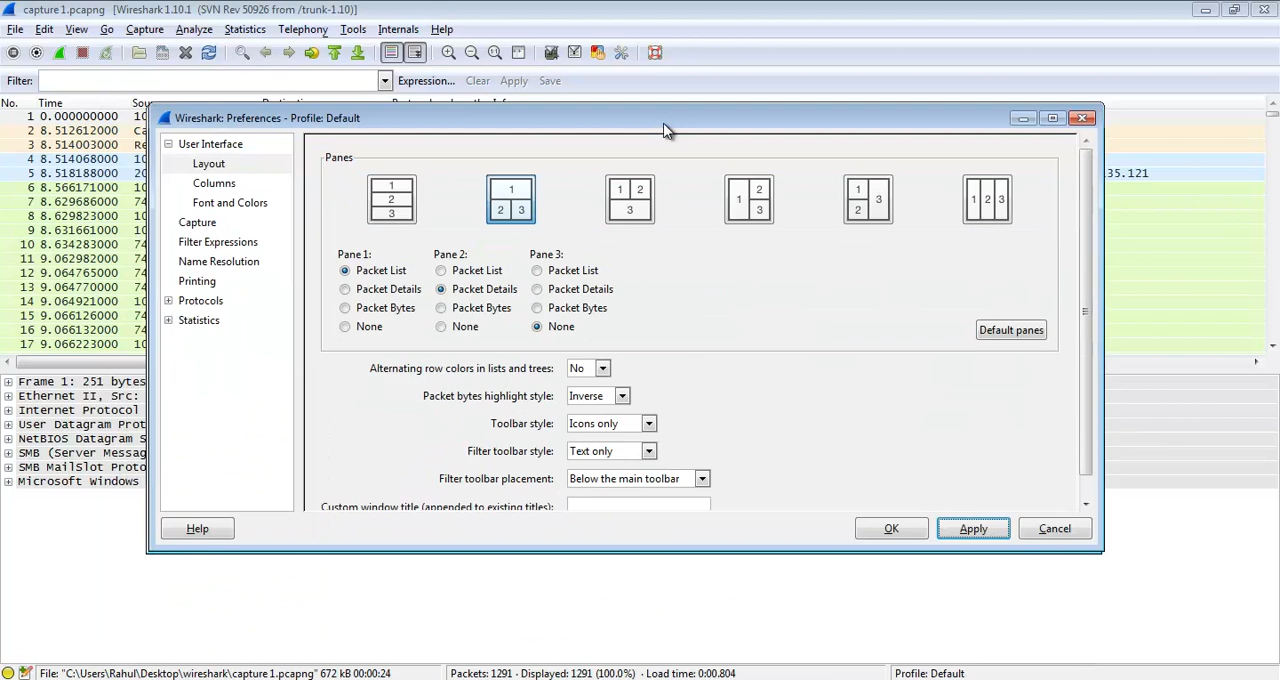 capture 1.pcapng [Wireshark 1.10.1 (SVN Rev 50926 from /trunk-1.10)]
File Edit View Go Capture Analyze Statistics Telephony Tools Internals Help
Filter: Expression... Clear Apply Save
No. Time
Wireshark: Preferences - Profile: Default
1 0.000000000 10
2 8.512612000 Ca
3 8.514003000 Re
4 8.514068000 10
5 8.518188000 20 35.121
6 8.566171000 10
7 8.629686000 74
8 8.629823000 10
9 8.631661000 74
10 8.634283000 74
11 9.062982000 10
12 9.064765000 74
13 9.064765000 74
14 9.064921000 10
15 9.066126000 74
16 9.066132000 74
17 9.066223000 10
User Interface
Layout
Columns
Font and Colors
Capture
Filter Expressions
Name Resolution
Printing
Protocols
Statistics
Panes
1 2 3
1 2 3
1 2 3
1 2 3
1 2 3
1 2 3
Pane 1: Pane 2: Pane 3:
Packet List Packet List Packet List
Packet Details Packet Details Packet Details
Packet Bytes Packet Bytes Packet Bytes
None None None
Default panes
Alternating row colors in lists and trees: No
Packet bytes highlight style: Inverse
Toolbar style: Icons only
Filter toolbar style: Text only
Filter toolbar placement: Below the main toolbar
Custom window title (appended to existing titles):
Help OK Apply Cancel
Frame 1: 251 bytes
Ethernet II, Src:
Internet Protocol
User Datagram Prot
NetBIOS Datagram S
SMB (Server Messag
SMB MailSlot Proto
Microsoft Windows
File: "C:\Users\Rahul\Desktop\wireshark\capture 1.pcapng" 672 kB 00:00:24 Packets: 1291 · Displayed: 1291 (100.0%) · Load time: 0:00.804 Profile: Default